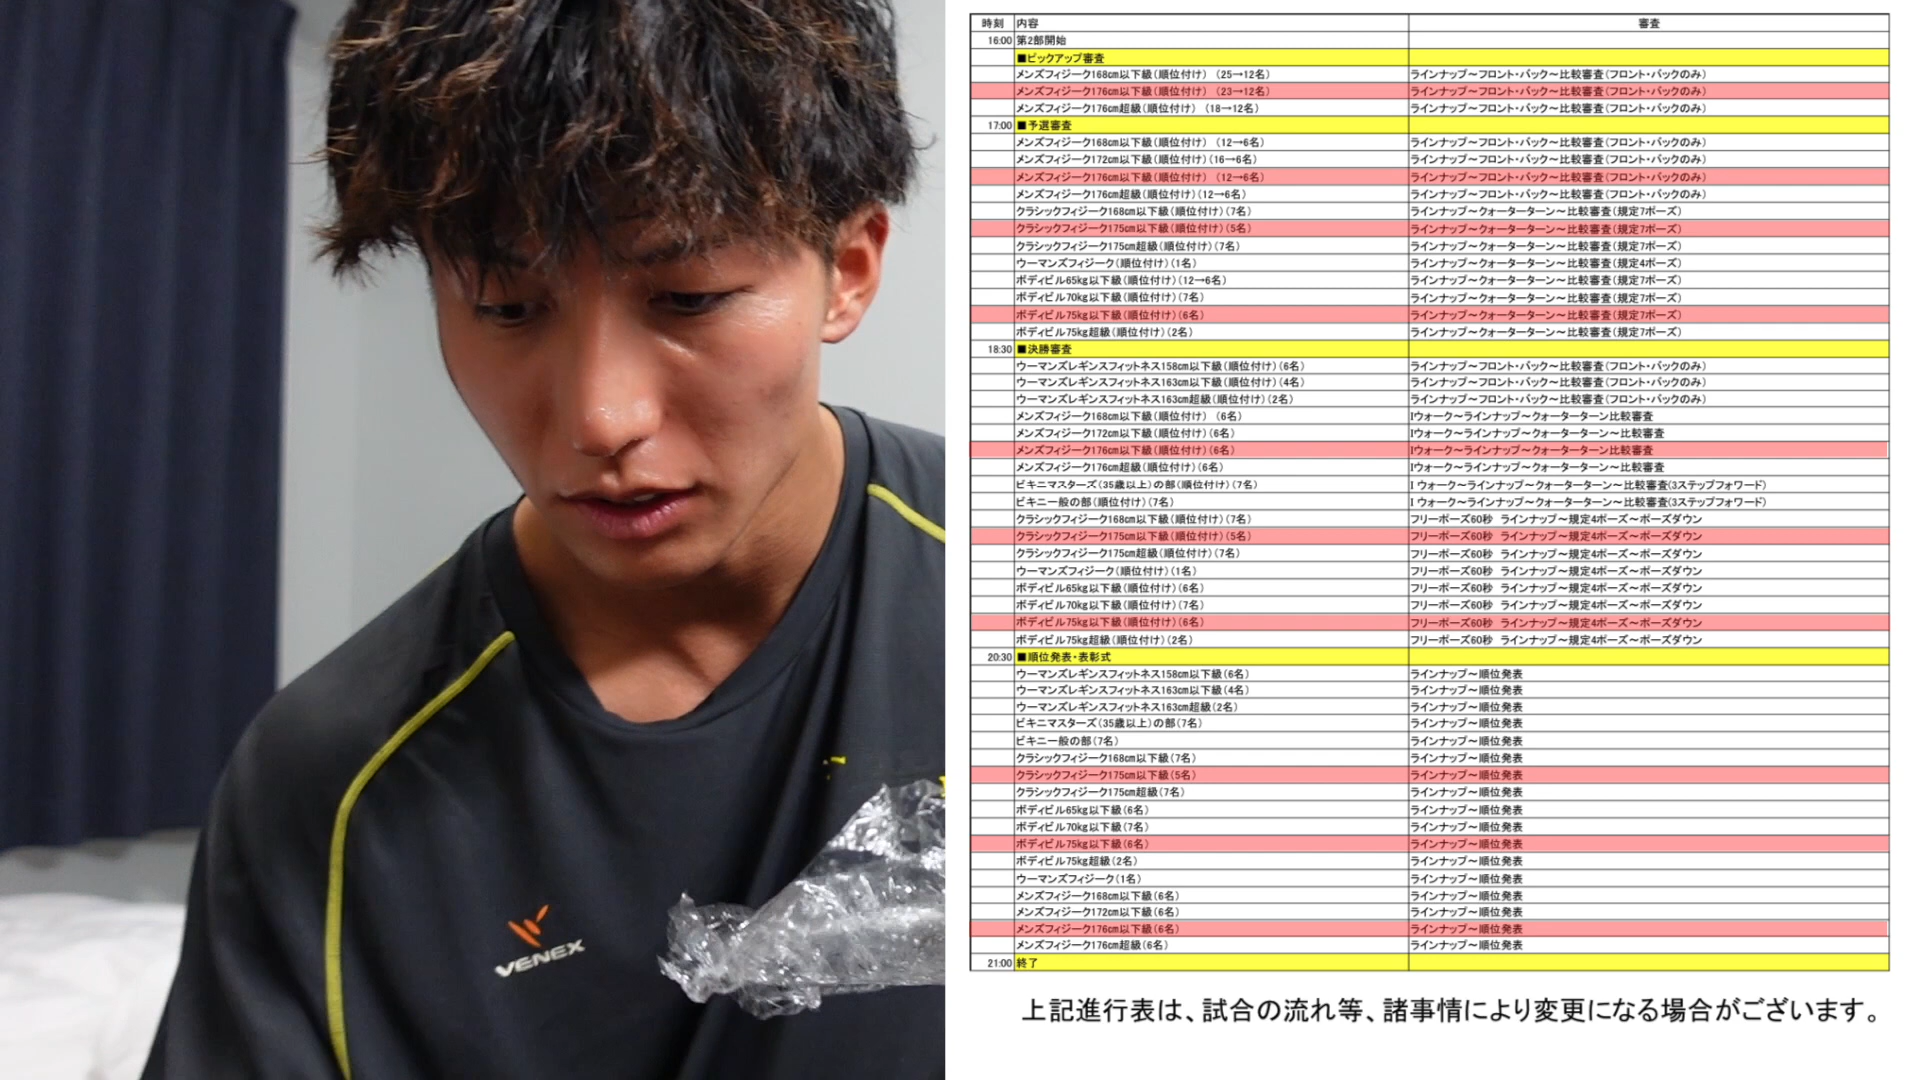 VENEX
時刻 内容 審査
16:00 第2部開始
■ピックアップ審査
メンズフィジーク168cm以下級(順位付け) (25→12名) ラインナップ～フロント・バック～比較審査(フロント・バックのみ)
メンズフィジーク176cm以下級(順位付け) (23→12名) ラインナップ～フロント・バック～比較審査(フロント・バックのみ)
メンズフィジーク176cm超級(順位付け) (18→12名) ラインナップ～フロント・バック～比較審査(フロント・バックのみ)
17:00 ■予選審査
メンズフィジーク168cm以下級(順位付け) (12→6名) ラインナップ～フロント・バック～比較審査(フロント・バックのみ)
メンズフィジーク172cm以下級(順位付け)(16→6名) ラインナップ～フロント・バック～比較審査(フロント・バックのみ)
メンズフィジーク176cm以下級(順位付け) (12→6名) ラインナップ～フロント・バック～比較審査(フロント・バックのみ)
メンズフィジーク176cm超級(順位付け)(12→6名) ラインナップ～フロント・バック～比較審査(フロント・バックのみ)
クラシックフィジーク168cm以下級(順位付け)(7名) ラインナップ～クォーターターン～比較審査(規定7ポーズ)
クラシックフィジーク175cm以下級(順位付け)(5名) ラインナップ～クォーターターン～比較審査(規定7ポーズ)
クラシックフィジーク175cm超級(順位付け)(7名) ラインナップ～クォーターターン～比較審査(規定7ポーズ)
ウーマンズフィジーク(順位付け)(1名) ラインナップ～クォーターターン～比較審査(規定4ポーズ)
ボディビル65kg以下級(順位付け)(12→6名) ラインナップ～クォーターターン～比較審査(規定7ポーズ)
ボディビル70kg以下級(順位付け)(7名) ラインナップ～クォーターターン～比較審査(規定7ポーズ)
ボディビル75kg以下級(順位付け)(6名) ラインナップ～クォーターターン～比較審査(規定7ポーズ)
ボディビル75kg超級(順位付け)(2名) ラインナップ～クォーターターン～比較審査(規定7ポーズ)
18:30 ■決勝審査
ウーマンズレギンスフィットネス158cm以下級(順位付け)(6名) ラインナップ～フロント・バック～比較審査(フロント・バックのみ)
ウーマンズレギンスフィットネス163cm以下級(順位付け)(4名) ラインナップ～フロント・バック～比較審査(フロント・バックのみ)
ウーマンズレギンスフィットネス163cm超級(順位付け)(2名) ラインナップ～フロント・バック～比較審査(フロント・バックのみ)
メンズフィジーク168cm以下級(順位付け) (6名) Iウォーク～ラインナップ～クォーターターン比較審査
メンズフィジーク172cm以下級(順位付け)(6名) Iウォーク～ラインナップ～クォーターターン～比較審査
メンズフィジーク176cm以下級(順位付け)(6名) Iウォーク～ラインナップ～クォーターターン比較審査
メンズフィジーク176cm超級(順位付け)(6名) Iウォーク～ラインナップ～クォーターターン～比較審査
ビキニマスターズ(35歳以上)の部(順位付け)(7名) I ウォーク～ラインナップ～クォーターターン～比較審査(3ステップフォワード)
ビキニ一般の部(順位付け)(7名) I ウォーク～ラインナップ～クォーターターン～比較審査(3ステップフォワード)
クラシックフィジーク168cm以下級(順位付け)(7名) フリーポーズ60秒 ラインナップ～規定4ポーズ～ポーズダウン
クラシックフィジーク175cm以下級(順位付け)(5名) フリーポーズ60秒 ラインナップ～規定4ポーズ～ポーズダウン
クラシックフィジーク175cm超級(順位付け)(7名) フリーポーズ60秒 ラインナップ～規定4ポーズ～ポーズダウン
ウーマンズフィジーク(順位付け)(1名) フリーポーズ60秒 ラインナップ～規定4ポーズ～ポーズダウン
ボディビル65kg以下級(順位付け)(6名) フリーポーズ60秒 ラインナップ～規定4ポーズ～ポーズダウン
ボディビル70kg以下級(順位付け)(7名) フリーポーズ60秒 ラインナップ～規定4ポーズ～ポーズダウン
ボディビル75kg以下級(順位付け)(6名) フリーポーズ60秒 ラインナップ～規定4ポーズ～ポーズダウン
ボディビル75kg超級(順位付け)(2名) フリーポーズ60秒 ラインナップ～規定4ポーズ～ポーズダウン
20:30 ■順位発表・表彰式
ウーマンズレギンスフィットネス158cm以下級(6名) ラインナップ～順位発表
ウーマンズレギンスフィットネス163cm以下級(4名) ラインナップ～順位発表
ウーマンズレギンスフィットネス163cm超級(2名) ラインナップ～順位発表
ビキニマスターズ(35歳以上)の部(7名) ラインナップ～順位発表
ビキニ一般の部(7名) ラインナップ～順位発表
クラシックフィジーク168cm以下級(7名) ラインナップ～順位発表
クラシックフィジーク175cm以下級(5名) ラインナップ～順位発表
クラシックフィジーク175cm超級(7名) ラインナップ～順位発表
ボディビル65kg以下級(6名) ラインナップ～順位発表
ボディビル70kg以下級(7名) ラインナップ～順位発表
ボディビル75kg以下級(6名) ラインナップ～順位発表
ボディビル75kg超級(2名) ラインナップ～順位発表
ウーマンズフィジーク(1名) ラインナップ～順位発表
メンズフィジーク168cm以下級(6名) ラインナップ～順位発表
メンズフィジーク172cm以下級(6名) ラインナップ～順位発表
メンズフィジーク176cm以下級(6名) ラインナップ～順位発表
メンズフィジーク176cm超級(6名) ラインナップ～順位発表
21:00 終了
上記進行表は、試合の流れ等、諸事情により変更になる場合がございます。